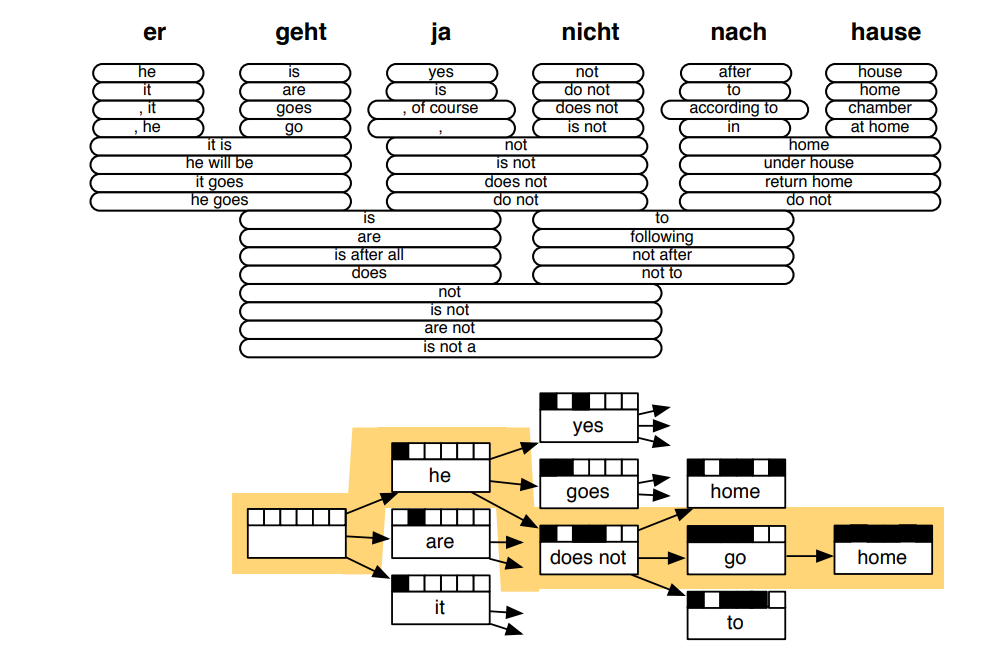 er geht ja nicht nach hause
he is yes not after house
it are is do not to home
, it goes , of course does not according to chamber
, he go , is not in at home
it is not home
he will be is not under house
it goes does not return home
he goes do not do not
is to
are following
is after all not after
does not to
not
is not
are not
is not a
yes
he goes home
are does not go home
it to